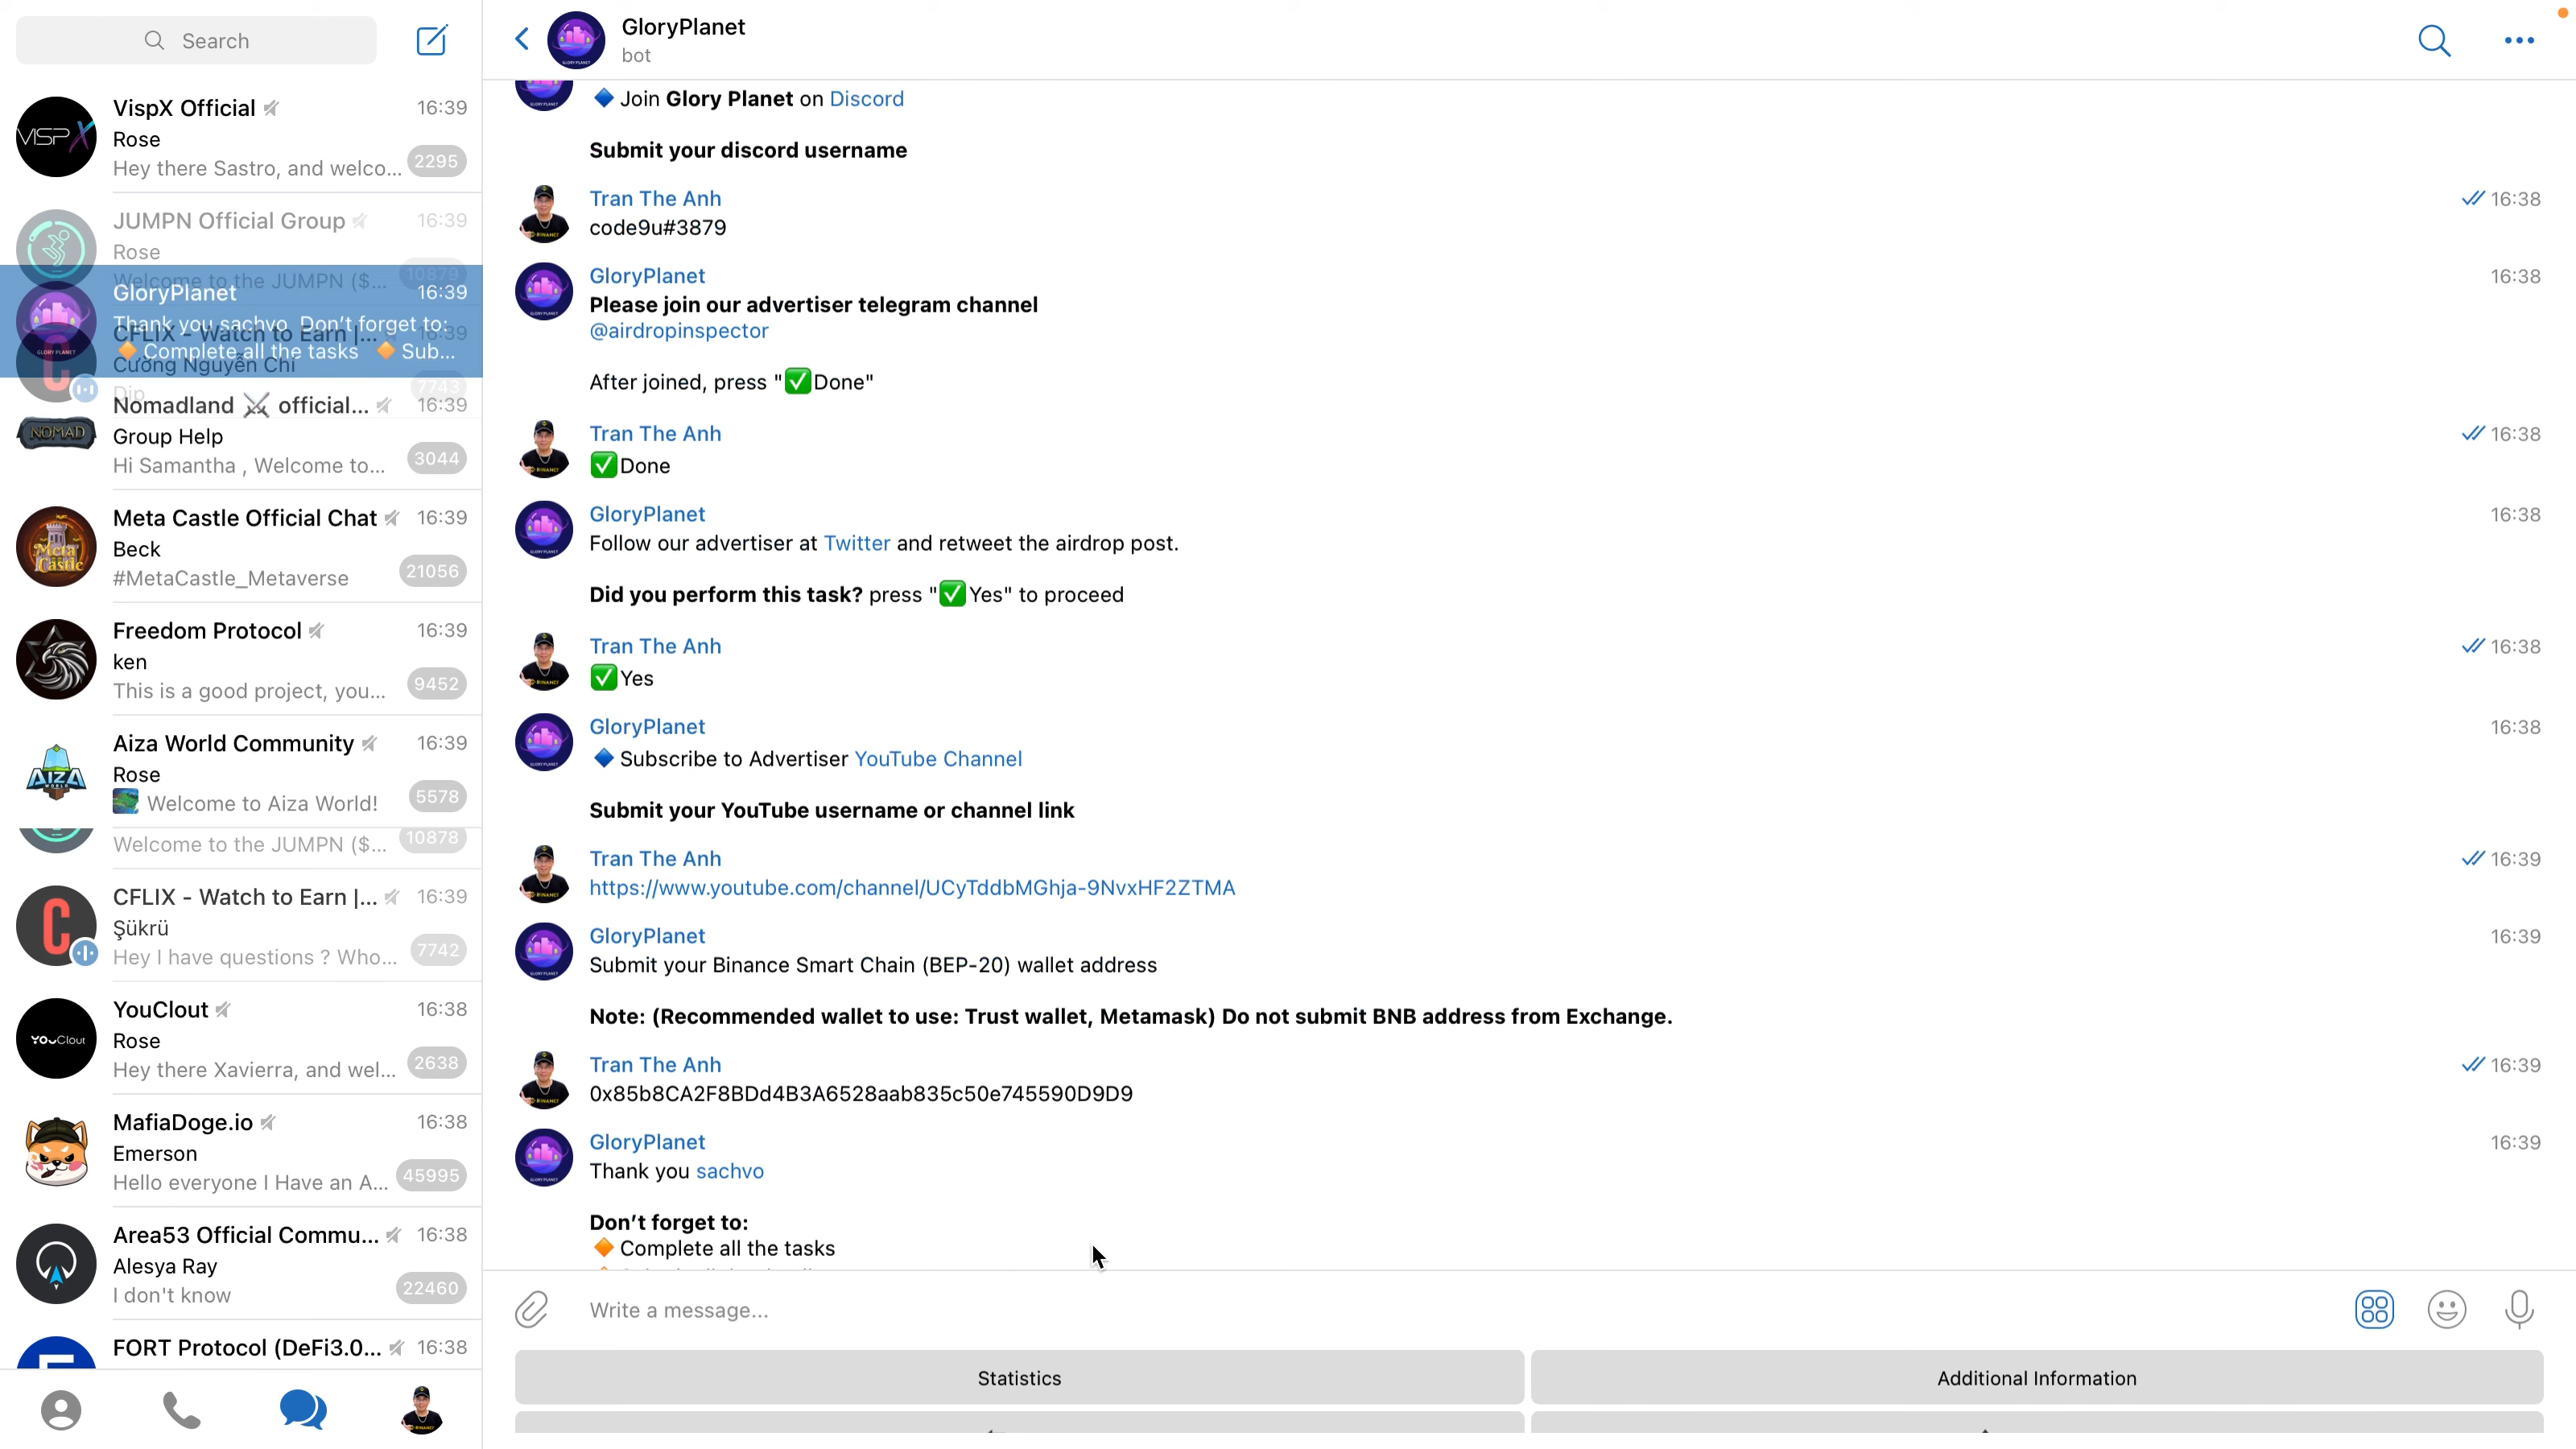 Search
VispX Official 16:39
Rose
Hey there Sastro, and welco... 2295
JUMPN Official Group 16:39
Rose
Welcome to the JUMPN ($... 10879
GloryPlanet 16:39
Thank you sachvo Don't forget to:
CFLIX - Watch to Earn |... 16:39
🔶 Complete all the tasks 🔶 Sub...
Cường Nguyễn Chí
Dip 7743
Nomadland ⚔️ official... 16:39
NOMAD
Group Help
Hi Samantha , Welcome to... 3044
Meta Castle Official Chat 16:39
Beck
#MetaCastle_Metaverse 21056
Freedom Protocol 16:39
ken
This is a good project, you... 9452
Aiza World Community 16:39
Rose
Welcome to Aiza World! 5578
Welcome to the JUMPN ($... 10878
CFLIX - Watch to Earn |... 16:39
Şükrü
Hey I have questions ? Who... 7742
YouClout 16:38
Rose
Hey there Xavierra, and wel... 2638
MafiaDoge.io 16:38
Emerson
Hello everyone I Have an A... 45995
Area53 Official Commu... 16:38
Alesya Ray
I don't know 22460
FORT Protocol (DeFi3.0... 16:38
GloryPlanet
bot
🔷 Join Glory Planet on Discord
Submit your discord username
Tran The Anh 16:38
code9u#3879
GloryPlanet 16:38
Please join our advertiser telegram channel
@airdropinspector
After joined, press "✅Done"
Tran The Anh 16:38
✅Done
GloryPlanet 16:38
Follow our advertiser at Twitter and retweet the airdrop post.
Did you perform this task? press "✅Yes" to proceed
Tran The Anh 16:38
✅Yes
GloryPlanet 16:38
🔷 Subscribe to Advertiser YouTube Channel
Submit your YouTube username or channel link
Tran The Anh 16:39
https://www.youtube.com/channel/UCyTddbMGhja-9NvxHF2ZTMA
GloryPlanet 16:39
Submit your Binance Smart Chain (BEP-20) wallet address
Note: (Recommended wallet to use: Trust wallet, Metamask) Do not submit BNB address from Exchange.
Tran The Anh 16:39
0x85b8CA2F8BDd4B3A6528aab835c50e745590D9D9
GloryPlanet 16:39
Thank you sachvo
Don't forget to:
🔶 Complete all the tasks
Write a message...
Statistics
Additional Information